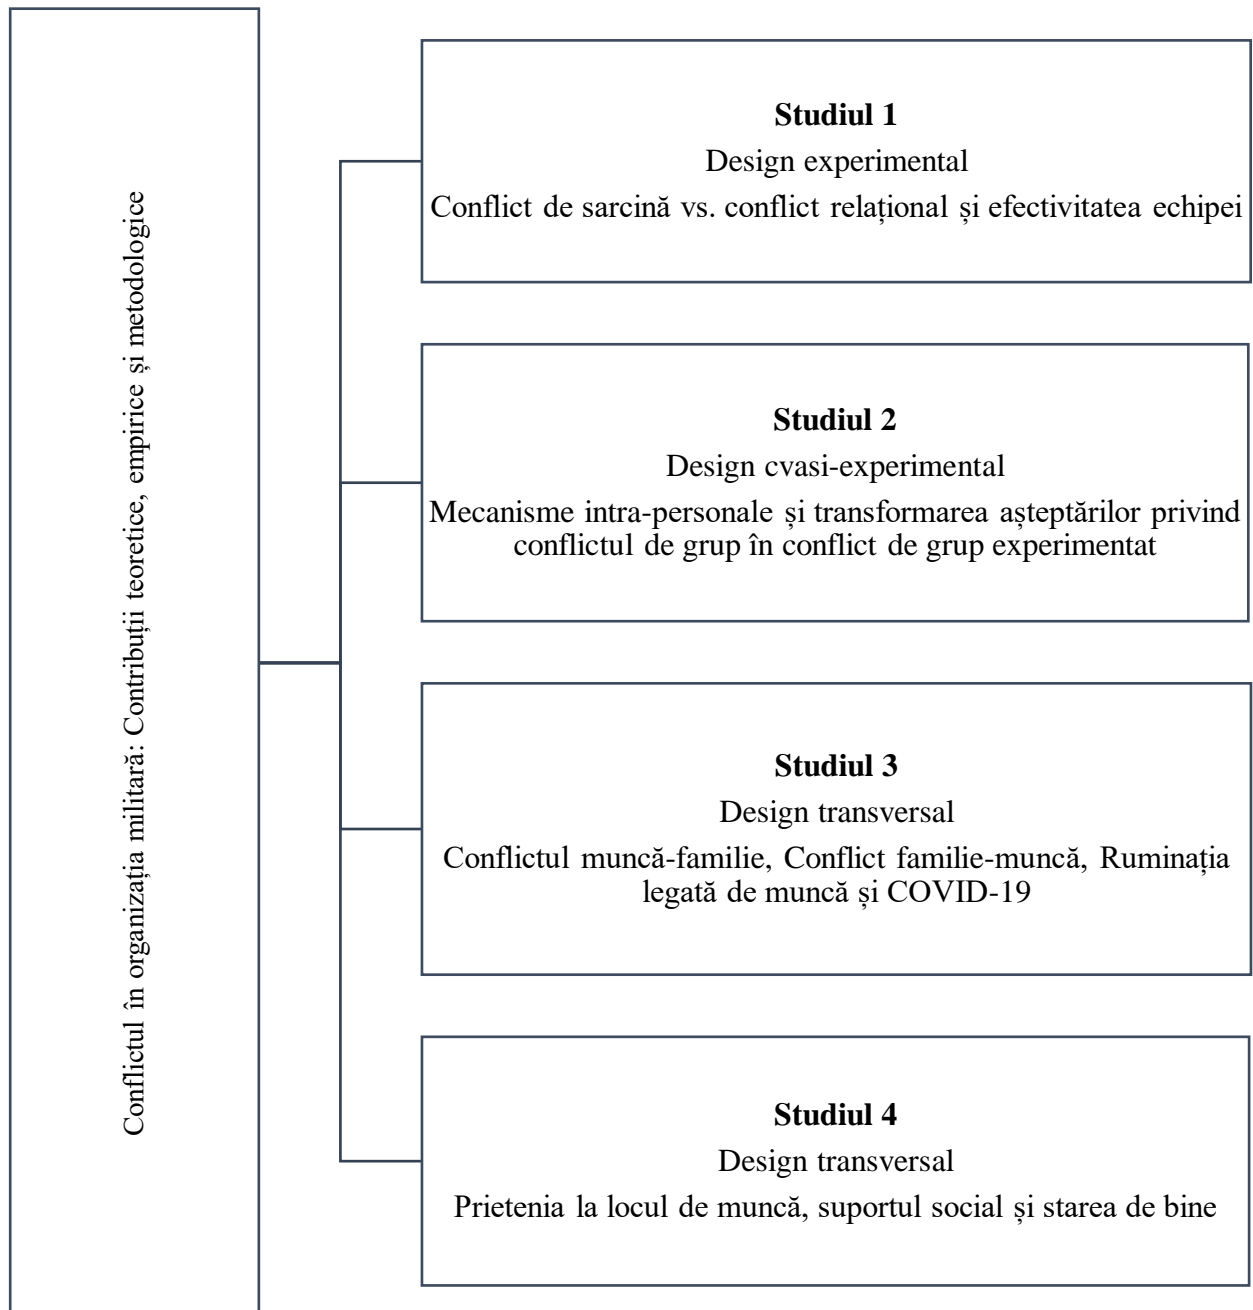 Conflictul în organizația militară: Contribuții teoretice, empirice și metodologice
Studiul 1
Design experimental
Conflict de sarcină vs. conflict relațional și efectivitatea echipei
Studiul 2
Design cvasi-experimental
Mecanisme intra-personale și transformarea așteptărilor privind
conflictul de grup în conflict de grup experimentat
Studiul 3
Design transversal
Conflictul muncă-familie, Conflict familie-muncă, Ruminația
legată de muncă și COVID-19
Studiul 4
Design transversal
Prietenia la locul de muncă, suportul social și starea de bine